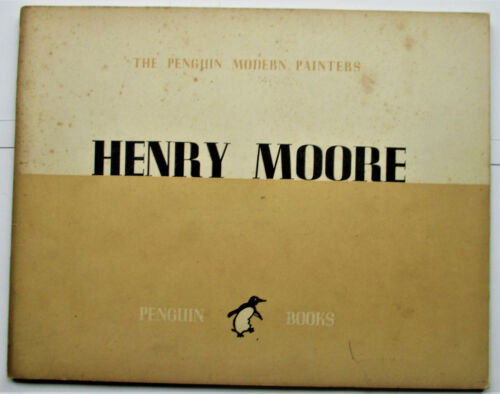 THE PENGUIN MODERN PAINTERS
HENRY MOORE
PENGUIN BOOKS